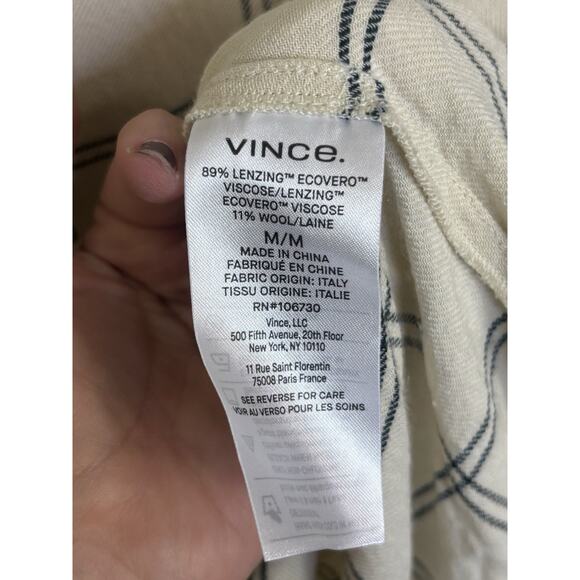 VINCE.
89% LENZING™ ECOVERO™
VISCOSE/LENZING™
ECOVERO™ VISCOSE
11% WOOL/LAINE
M/M
MADE IN CHINA
FABRIQUÉ EN CHINE
FABRIC ORIGIN: ITALY
TISSU ORIGINE: ITALIE
RN#106730
Vince, LLC
500 Fifth Avenue, 20th Floor
New York, NY 10110
11 Rue Saint Florentin
75008 Paris France
SEE REVERSE FOR CARE
VOIR AU VERSO POUR LES SOINS